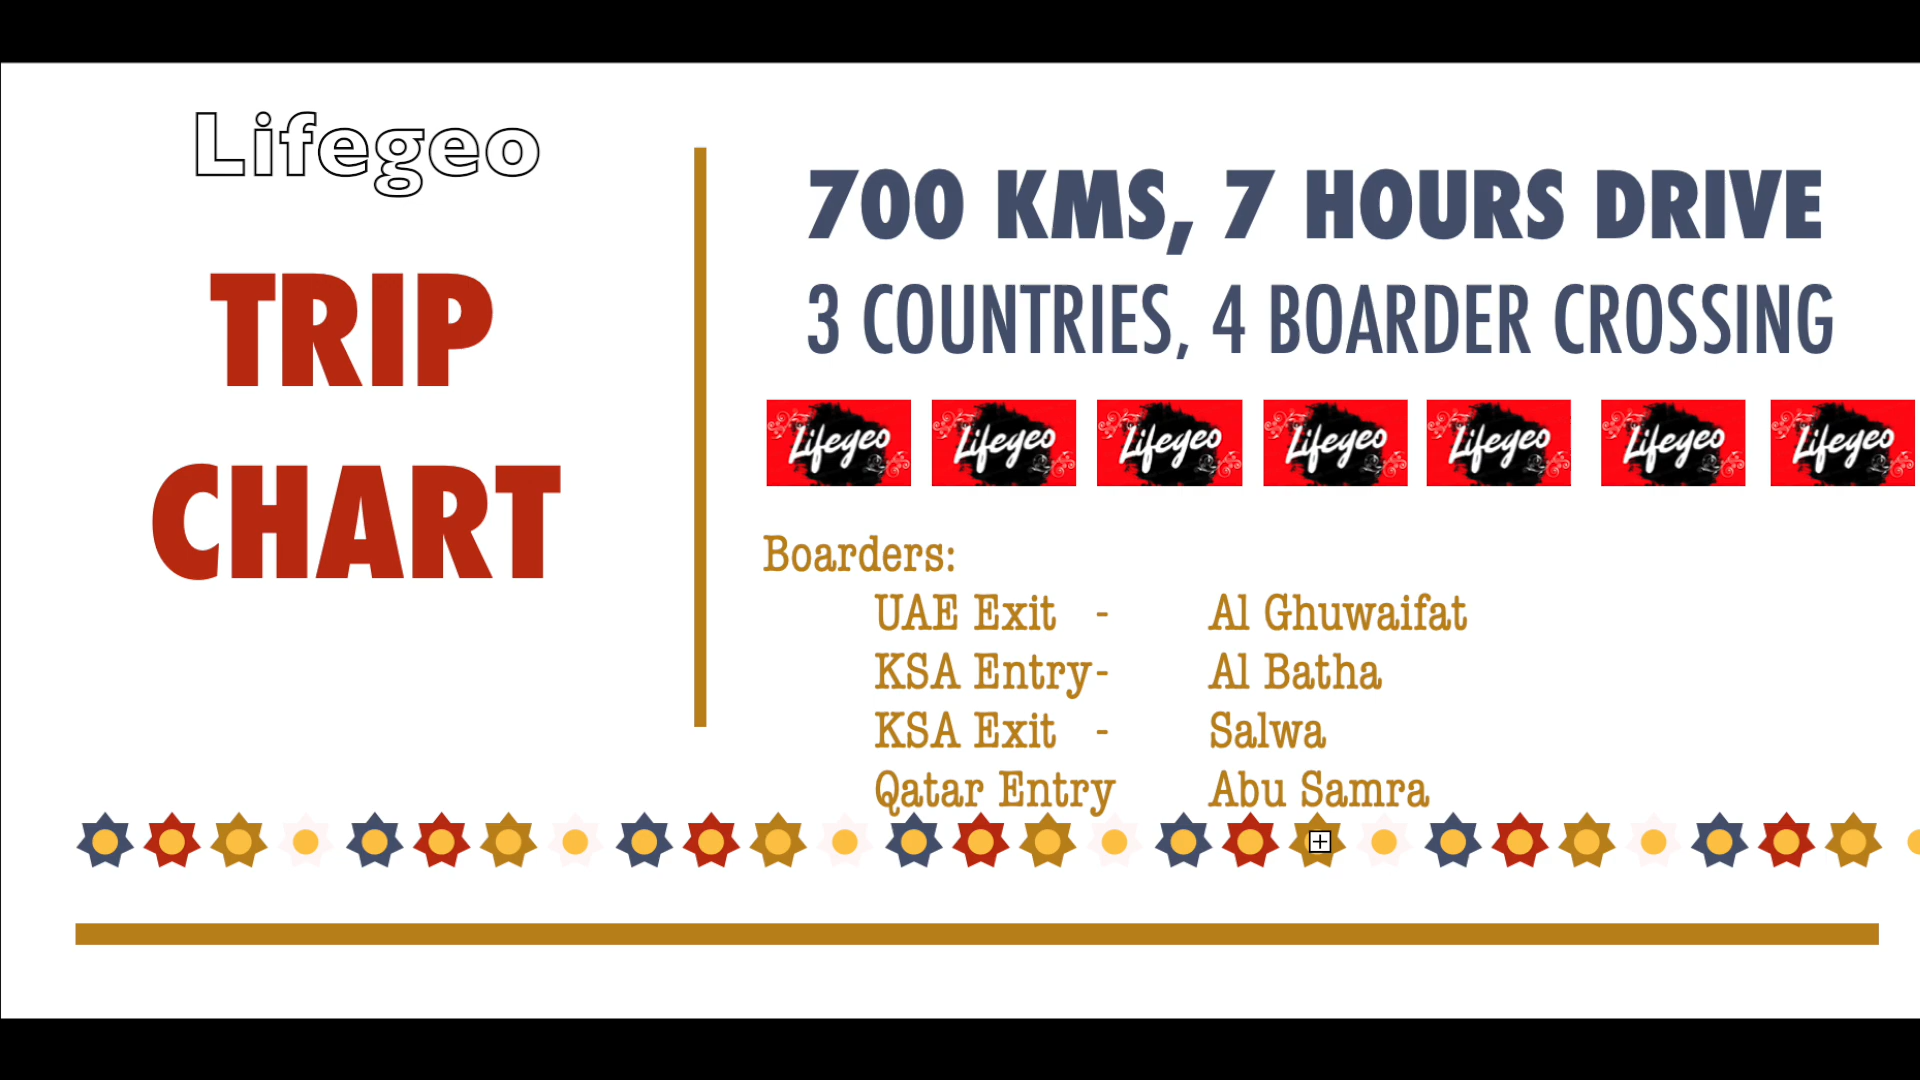 Lifegeo
TRIP
CHART
700 KMS, 7 HOURS DRIVE
3 COUNTRIES, 4 BOARDER CROSSING
Lifegeo Lifegeo Lifegeo Lifegeo Lifegeo Lifegeo Lifegeo
Boarders:
UAE Exit - Al Ghuwaifat
KSA Entry - Al Batha
KSA Exit - Salwa
Qatar Entry Abu Samra